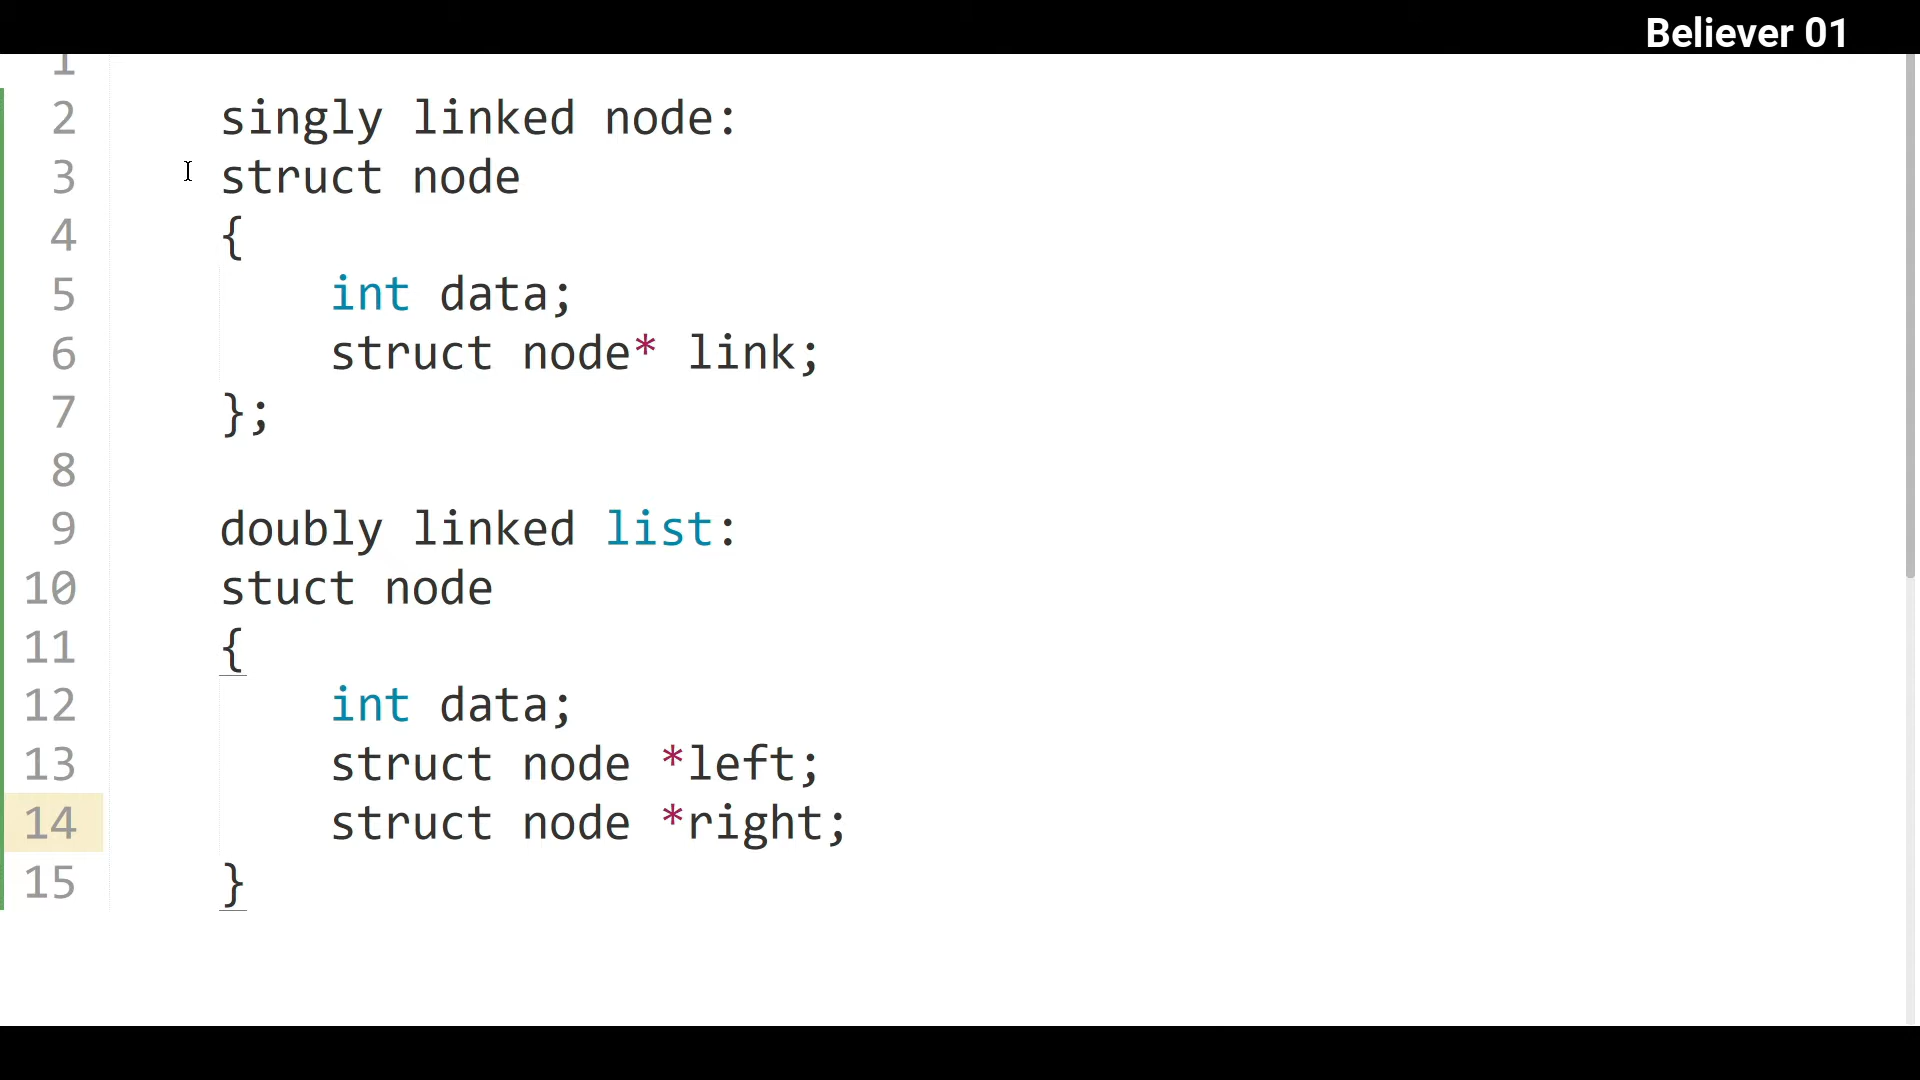 Believer 01
1
2 singly linked node:
3 struct node
4 {
5 int data;
6 struct node* link;
7 };
8
9 doubly linked list:
10 stuct node
11 {
12 int data;
13 struct node *left;
14 struct node *right;
15 }